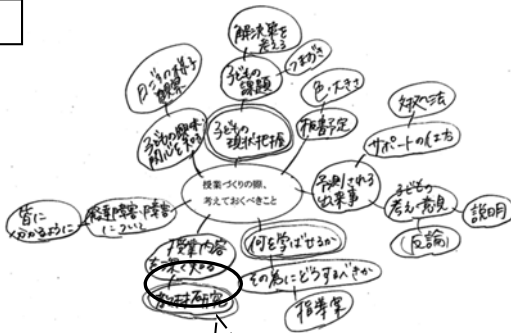 解決策を
考える
つまずき
子どもの
課題
日ごろの様子
観察
色・大きさ
板書予定
対処法
子どもの興味・
関心を知る
子どもの
現状把握
サポートの仕方
予測される
出来事
子どもの
考え・意見
説明
(反論)
授業づくりの際、
考えておくべきこと
皆に
分かるように
発達障害・障害
について
授業内容
を深く知る
何を学ばせるか
その為にどうするべきか
教材研究
指導案